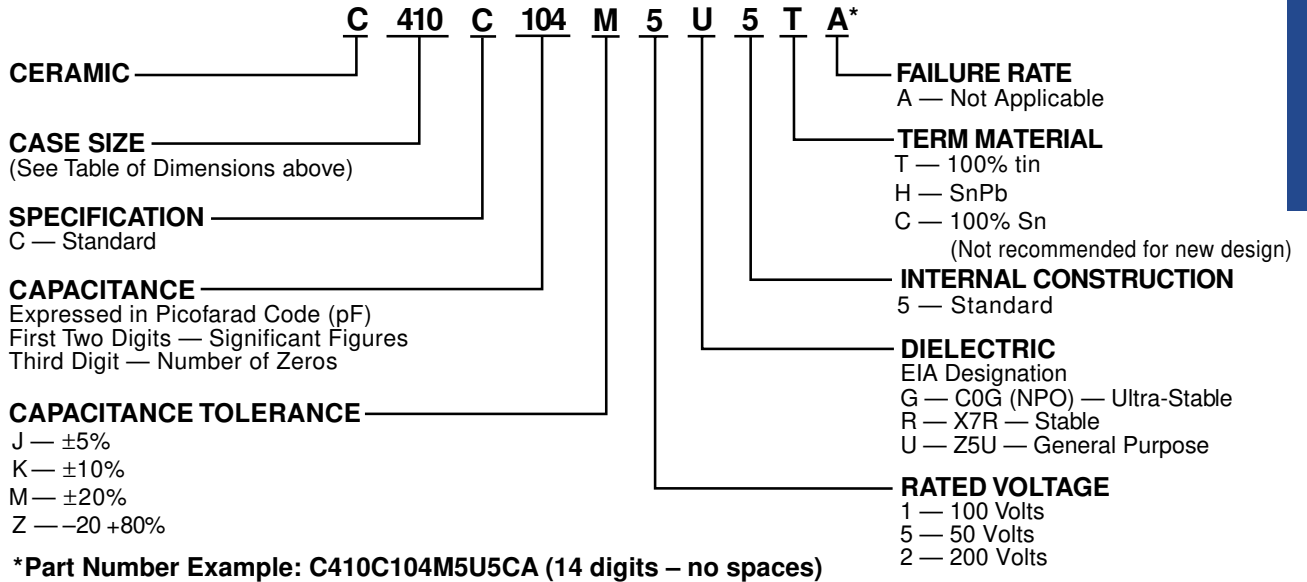 C 410 C 104 M 5 U 5 T A*
CERAMIC
CASE SIZE
(See Table of Dimensions above)
SPECIFICATION
C — Standard
CAPACITANCE
Expressed in Picofarad Code (pF)
First Two Digits — Significant Figures
Third Digit — Number of Zeros
CAPACITANCE TOLERANCE
J — ±5%
K — ±10%
M — ±20%
Z — –20 +80%
FAILURE RATE
A — Not Applicable
TERM MATERIAL
T — 100% tin
H — SnPb
C — 100% Sn
(Not recommended for new design)
INTERNAL CONSTRUCTION
5 — Standard
DIELECTRIC
EIA Designation
G — C0G (NPO) — Ultra-Stable
R — X7R — Stable
U — Z5U — General Purpose
RATED VOLTAGE
1 — 100 Volts
5 — 50 Volts
2 — 200 Volts
*Part Number Example: C410C104M5U5CA (14 digits – no spaces)